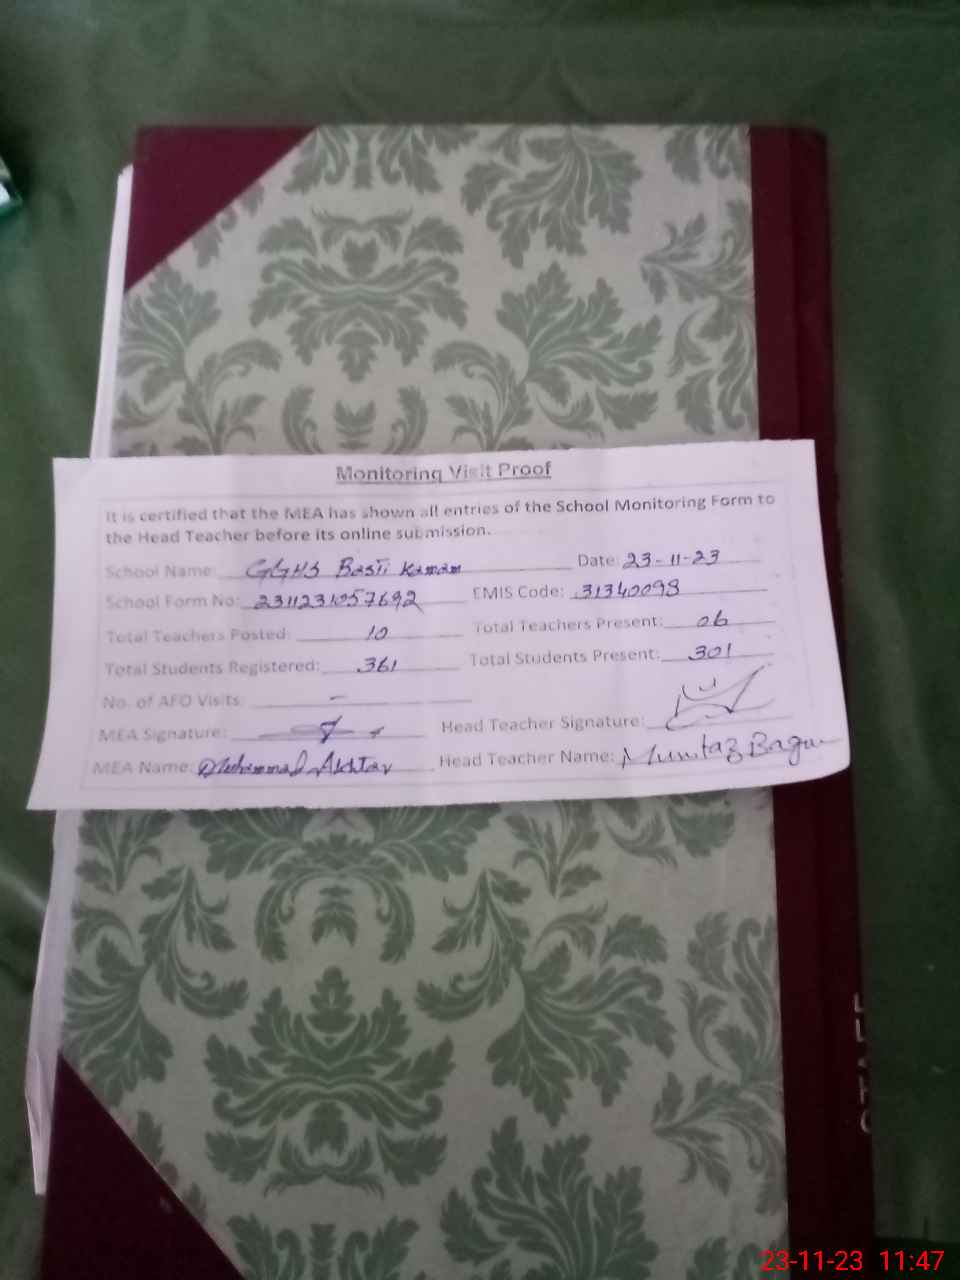 Monitoring Visit Proof
It is certified that the MEA has shown all entries of the School Monitoring Form to
the Head Teacher before its online submission.
School Name: GGHS Basti Kamam Date: 23-11-23
School Form No: 2311231057692 EMIS Code: 31340098
Total Teachers Posted: 10 Total Teachers Present: 06
Total Students Registered: 361 Total Students Present: 301
No. of AEO Visits: -
MEA Signature: Head Teacher Signature:
MEA Name: Muhammad Akhtar Head Teacher Name: Mumtaz
STAFF
23-11-23 11:47